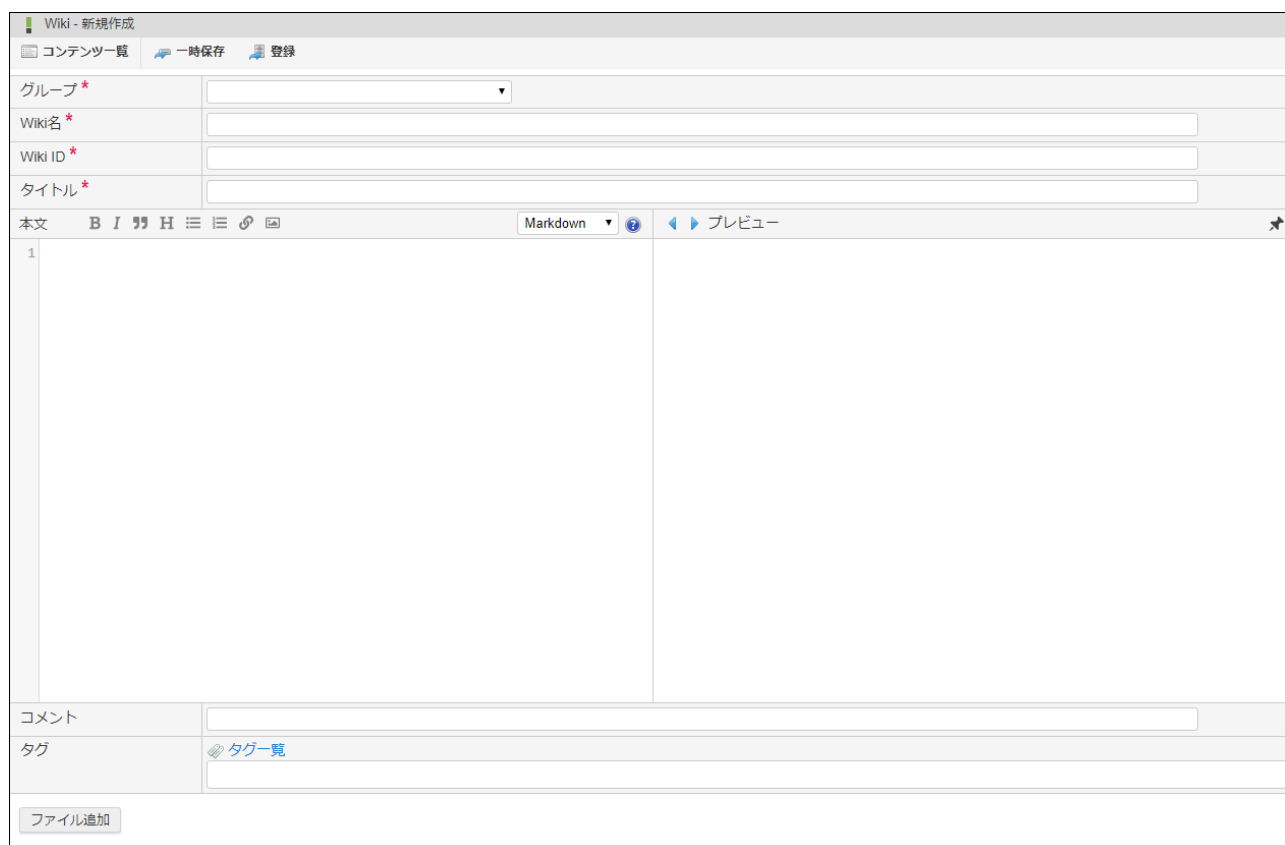 Wiki - 新規作成
コンテンツ一覧 一時保存 登録
グループ*
Wiki名*
Wiki ID*
タイトル*
本文 B I ” H Markdown ? プレビュー
1
コメント
タグ タグ一覧
ファイル追加